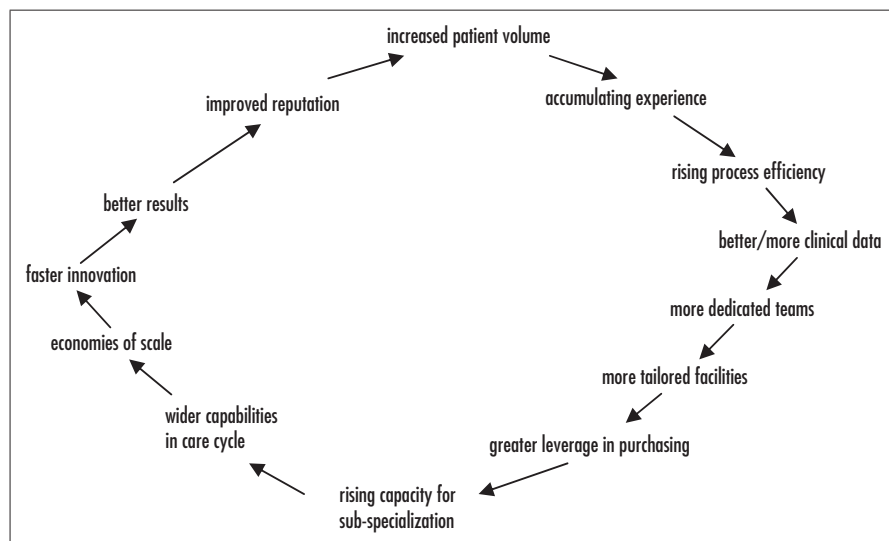 increased patient volume
accumulating experience
rising process efficiency
better/more clinical data
more dedicated teams
more tailored facilities
greater leverage in purchasing
rising capacity for
sub-specialization
wider capabilities
in care cycle
economies of scale
faster innovation
better results
improved reputation